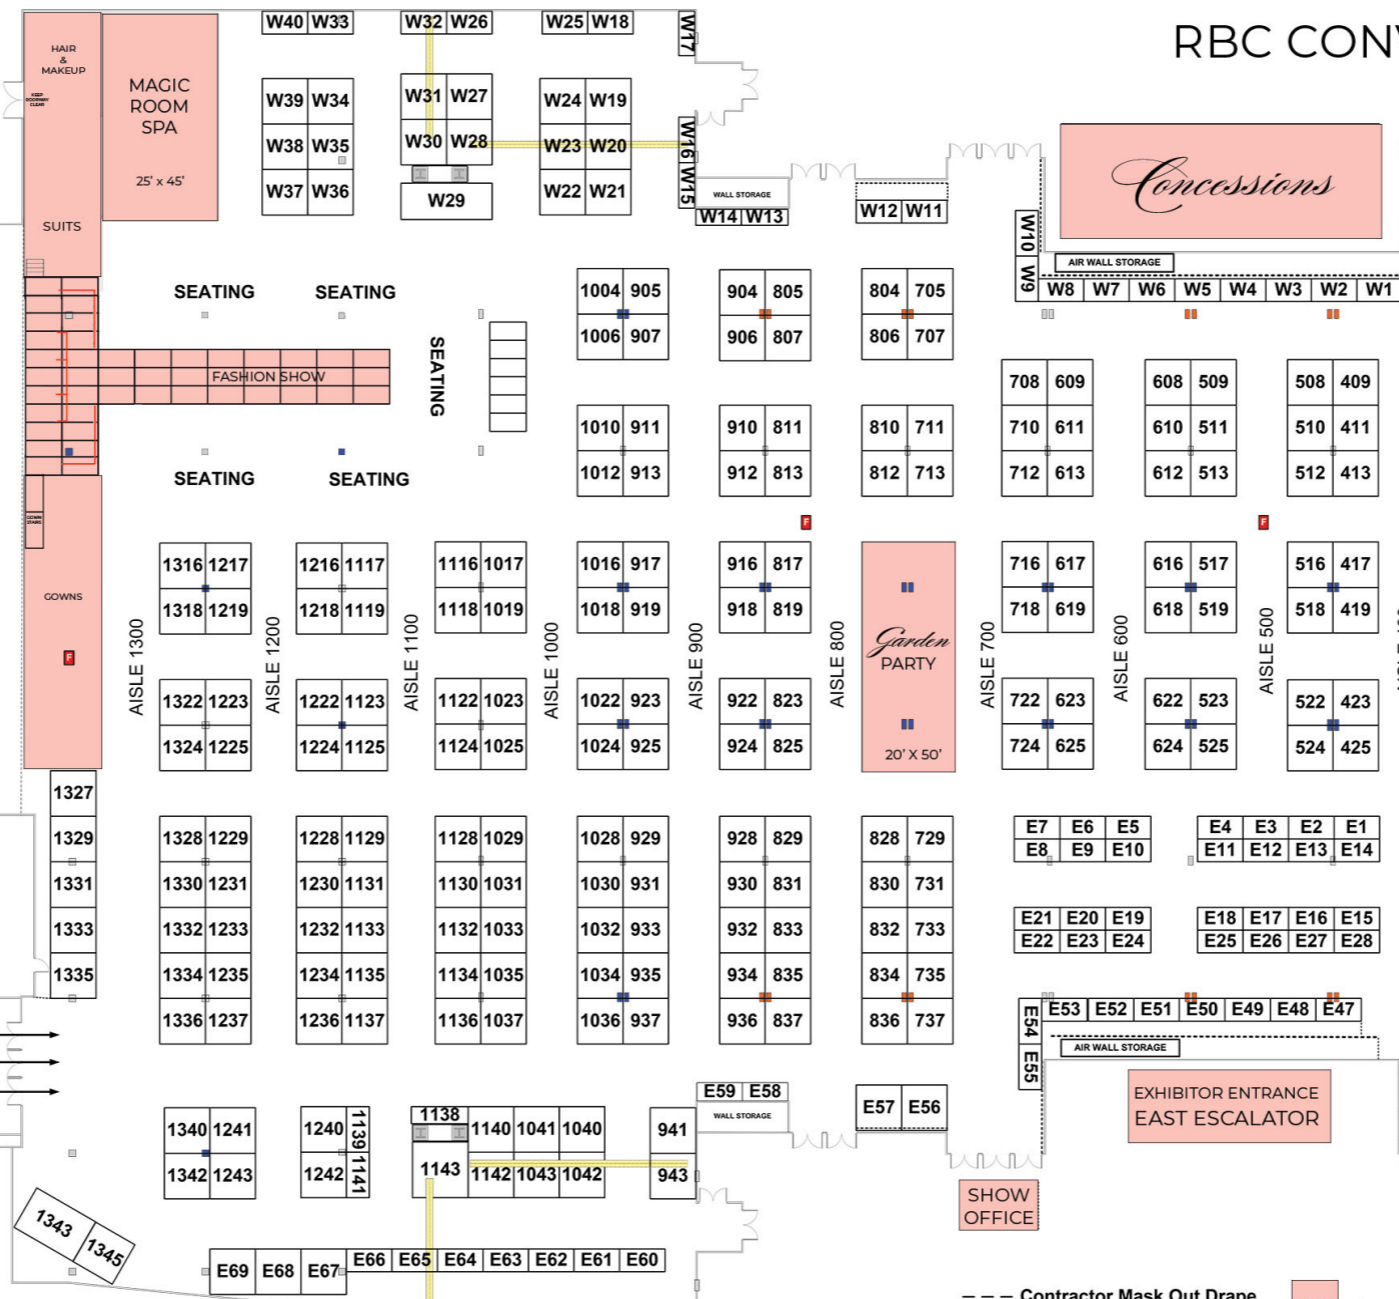 RBC CONV
W40 W33 W32 W26 W25 W18 W17
HAIR
&
MAKEUP
KEEP
DOORWAY
CLEAR
MAGIC
ROOM
SPA
25' x 45'
SUITS
W39 W34 W31 W27 W24 W19
W38 W35 W30 W28 W23 W20 W16
W37 W36 W29 W22 W21 W15
WALL STORAGE
W14 W13 W12 W11
Concessions
W10
W9
AIR WALL STORAGE
W8 W7 W6 W5 W4 W3 W2 W1
SEATING SEATING
SEATING
FASHION SHOW
SEATING SEATING
1004 905 904 805 804 705
1006 907 906 807 806 707
708 609 608 509 508 409
1010 911 910 811 810 711 710 611 610 511 510 411
1012 913 912 813 812 713 712 613 612 513 512 413
F F
GOWNS
F
1316 1217 1216 1117 1116 1017 1016 917 916 817 716 617 616 517 516 417
1318 1219 1218 1119 1118 1019 1018 919 918 819 718 619 618 519 518 419
AISLE 1300 AISLE 1200 AISLE 1100 AISLE 1000 AISLE 900 AISLE 800 AISLE 700 AISLE 600 AISLE 500
Garden
PARTY
20' X 50'
1322 1223 1222 1123 1122 1023 1022 923 922 823 722 623 622 523 522 423
1324 1225 1224 1125 1124 1025 1024 925 924 825 724 625 624 525 524 425
1327
1329 1328 1229 1228 1129 1128 1029 1028 929 928 829 828 729
E7 E6 E5 E4 E3 E2 E1
E8 E9 E10 E11 E12 E13 E14
1331 1330 1231 1230 1131 1130 1031 1030 931 930 831 830 731
1333 1332 1233 1232 1133 1132 1033 1032 933 932 833 832 733
E21 E20 E19 E18 E17 E16 E15
E22 E23 E24 E25 E26 E27 E28
1335 1334 1235 1234 1135 1134 1035 1034 935 934 835 834 735
1336 1237 1236 1137 1136 1037 1036 937 936 837 836 737
E54 E53 E52 E51 E50 E49 E48 E47
E55
AIR WALL STORAGE
EXHIBITOR ENTRANCE
EAST ESCALATOR
E59 E58
WALL STORAGE
E57 E56
1340 1241 1240 1139 1138 1140 1041 1040 941
1342 1243 1242 1141 1143 1142 1043 1042 943
SHOW
OFFICE
1343
1345
E69 E68 E67 E66 E65 E64 E63 E62 E61 E60
Contractor Mask Out Drape